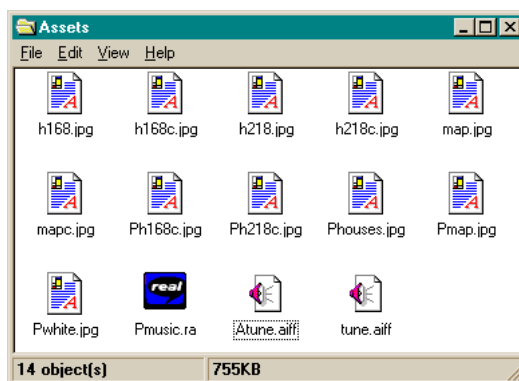 Assets
File Edit View Help
h168.jpg h168c.jpg h218.jpg h218c.jpg map.jpg
mapc.jpg Ph168c.jpg Ph218c.jpg Phouses.jpg Pmap.jpg
real
Pwhite.jpg Pmusic.ra Atune.aiff tune.aiff
14 object(s) 755KB